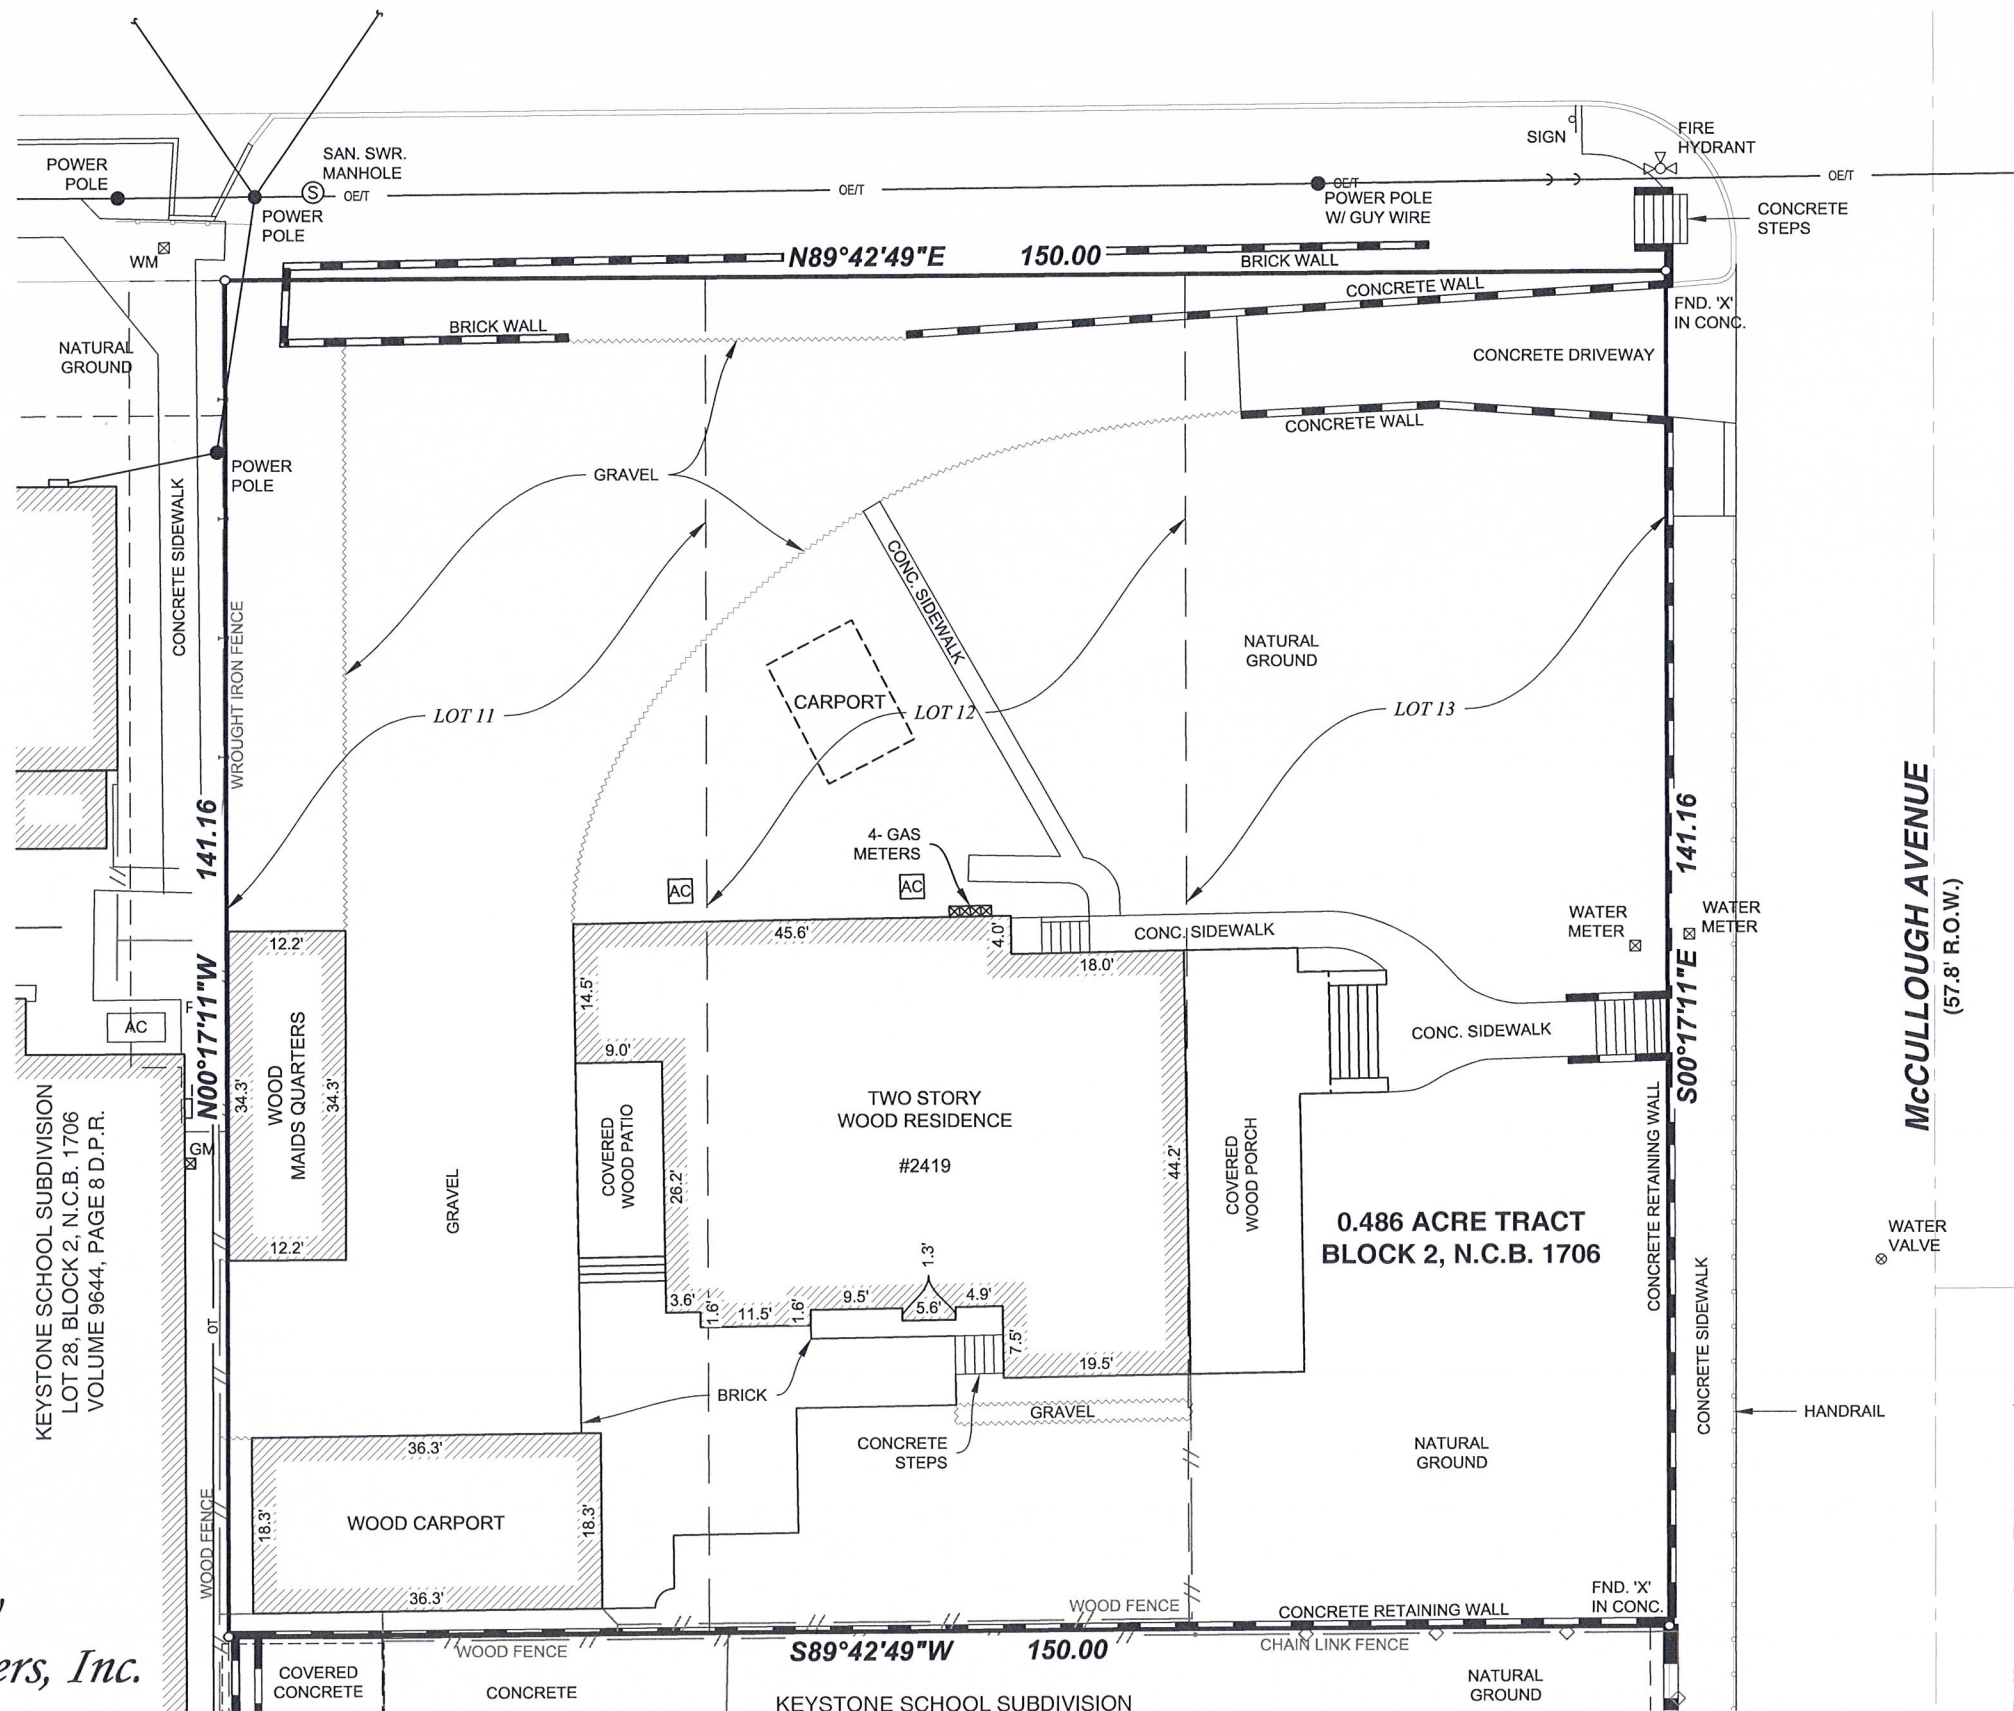 SIGN
FIRE
HYDRANT
POWER
POLE
SAN. SWR.
MANHOLE
S
OE/T
OE/T
OE/T
OE/T
POWER
POLE
POWER POLE
W/ GUY WIRE
CONCRETE
STEPS
WM
N89°42'49"E 150.00
BRICK WALL
CONCRETE WALL
FND. 'X'
IN CONC.
BRICK WALL
NATURAL
GROUND
CONCRETE DRIVEWAY
CONCRETE WALL
POWER
POLE
GRAVEL
CONCRETE SIDEWALK
CONC. SIDEWALK
WROUGHT IRON FENCE
NATURAL
GROUND
CARPORT
LOT 11
LOT 12
LOT 13
141.16
N00°17'11"W
141.16
S00°17'11"E
McCULLOUGH AVENUE
(57.8' R.O.W.)
4- GAS
METERS
AC
AC
WATER
METER
WATER
METER
12.2'
45.6'
4.0'
CONC. SIDEWALK
18.0'
14.5'
AC
WOOD
MAIDS QUARTERS
34.3'
34.3'
12.2'
9.0'
CONC. SIDEWALK
TWO STORY
WOOD RESIDENCE
#2419
COVERED
WOOD PATIO
26.2'
44.2'
COVERED
WOOD PORCH
GM
GRAVEL
KEYSTONE SCHOOL SUBDIVISION
LOT 28, BLOCK 2, N.C.B. 1706
VOLUME 9644, PAGE 8 D.P.R.
0.486 ACRE TRACT
BLOCK 2, N.C.B. 1706
CONCRETE RETAINING WALL
WATER
VALVE
1.3'
3.6'
1.6'
11.5'
1.6'
9.5'
5.6'
4.9'
7.5'
19.5'
OT
BRICK
GRAVEL
CONCRETE SIDEWALK
HANDRAIL
CONCRETE
STEPS
NATURAL
GROUND
36.3'
18.3'
WOOD CARPORT
18.3'
36.3'
WOOD FENCE
WOOD FENCE
CONCRETE RETAINING WALL
FND. 'X'
IN CONC.
WOOD FENCE
S89°42'49"W 150.00
CHAIN LINK FENCE
ers, Inc.
COVERED
CONCRETE
CONCRETE
NATURAL
GROUND
KEYSTONE SCHOOL SUBDIVISION